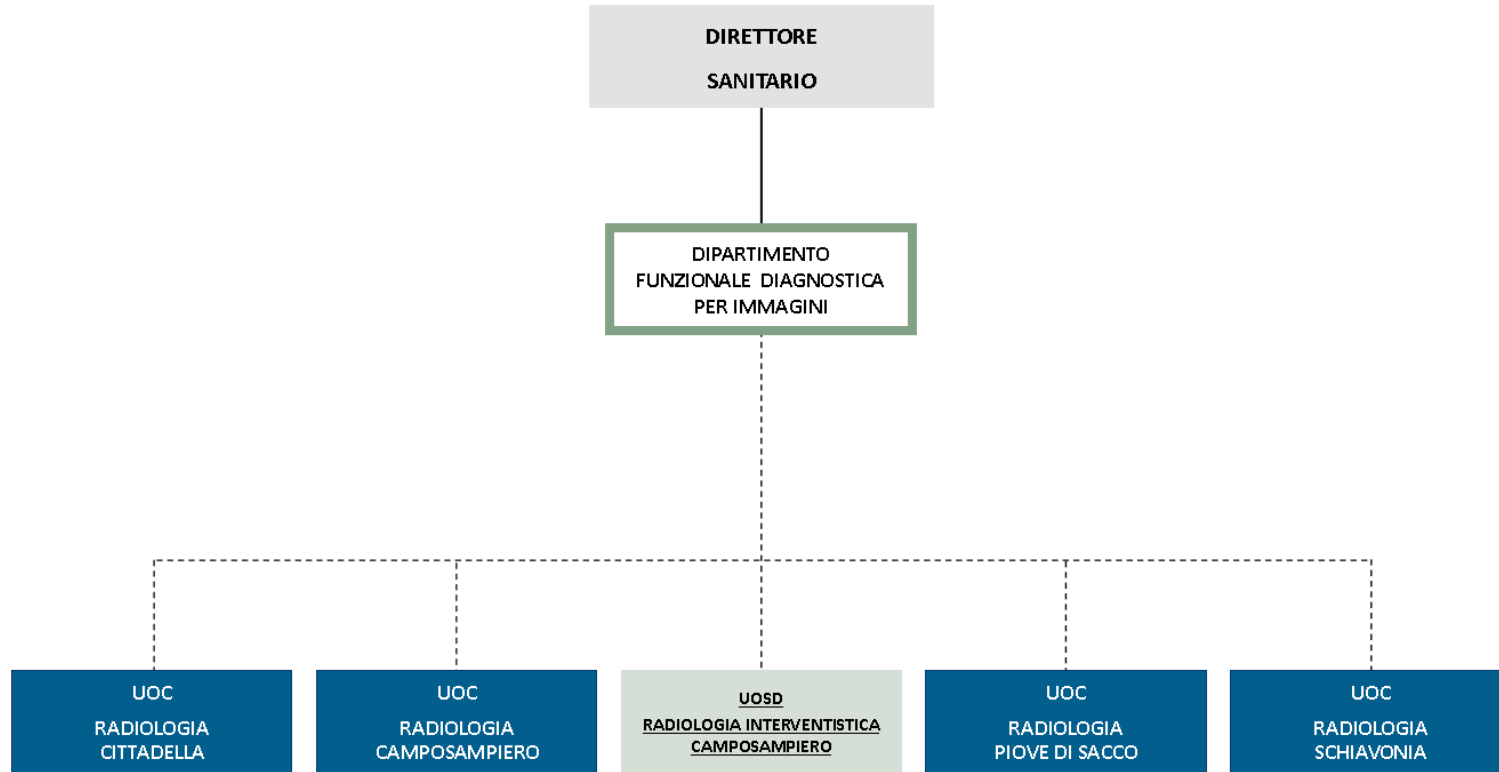 DIRETTORE
SANITARIO
DIPARTIMENTO
FUNZIONALE DIAGNOSTICA
PER IMMAGINI
UOC
RADIOLOGIA
CITTADELLA
UOC
RADIOLOGIA
CAMPOSAMPIERO
UOSD
RADIOLOGIA INTERVENTISTICA
CAMPOSAMPIERO
UOC
RADIOLOGIA
PIOVE DI SACCO
UOC
RADIOLOGIA
SCHIAVONIA